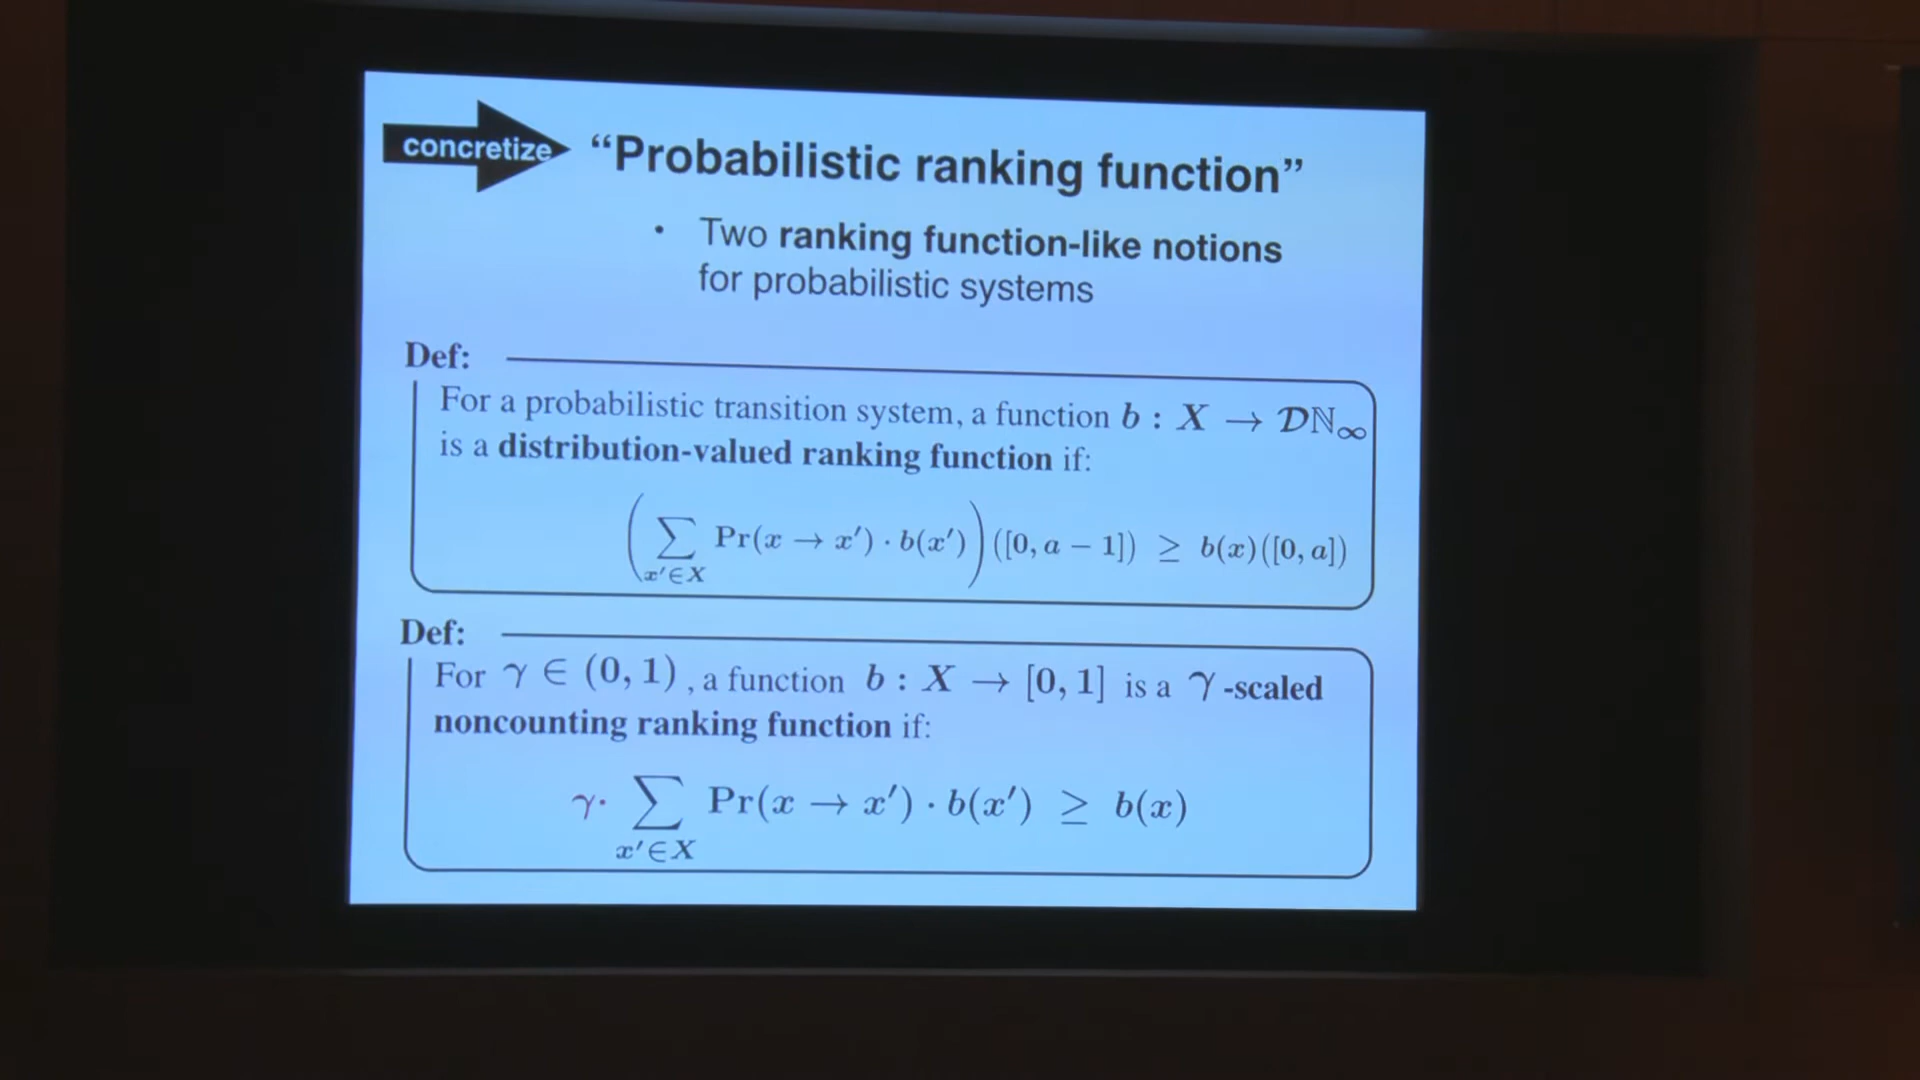 concretize
“Probabilistic ranking function”
• Two ranking function-like notions
for probabilistic systems
Def:
For a probabilistic transition system, a function b : X → 𝒟ℕ∞
is a distribution-valued ranking function if:
(∑ Pr(x → x′) · b(x′)) ([0, a − 1]) ≥ b(x)([0, a])
x′∈X
Def:
For γ ∈ (0, 1), a function b : X → [0, 1] is a γ-scaled
noncounting ranking function if:
γ· ∑ Pr(x → x′) · b(x′) ≥ b(x)
x′∈X